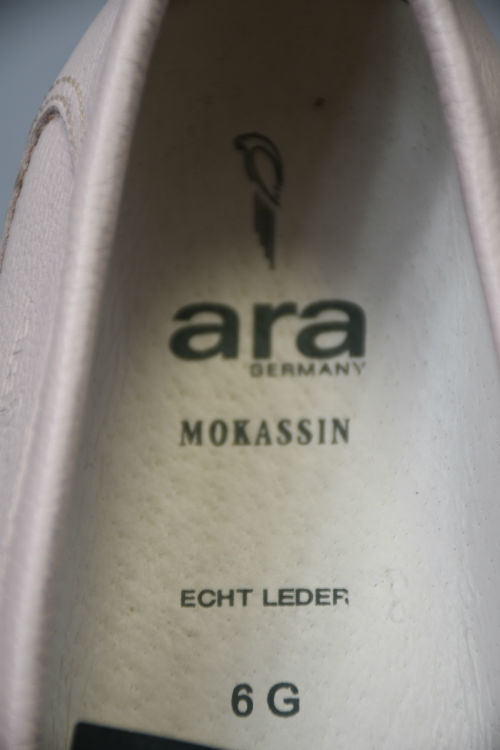 ara
GERMANY
MOKASSIN
ECHT LEDER
6 G